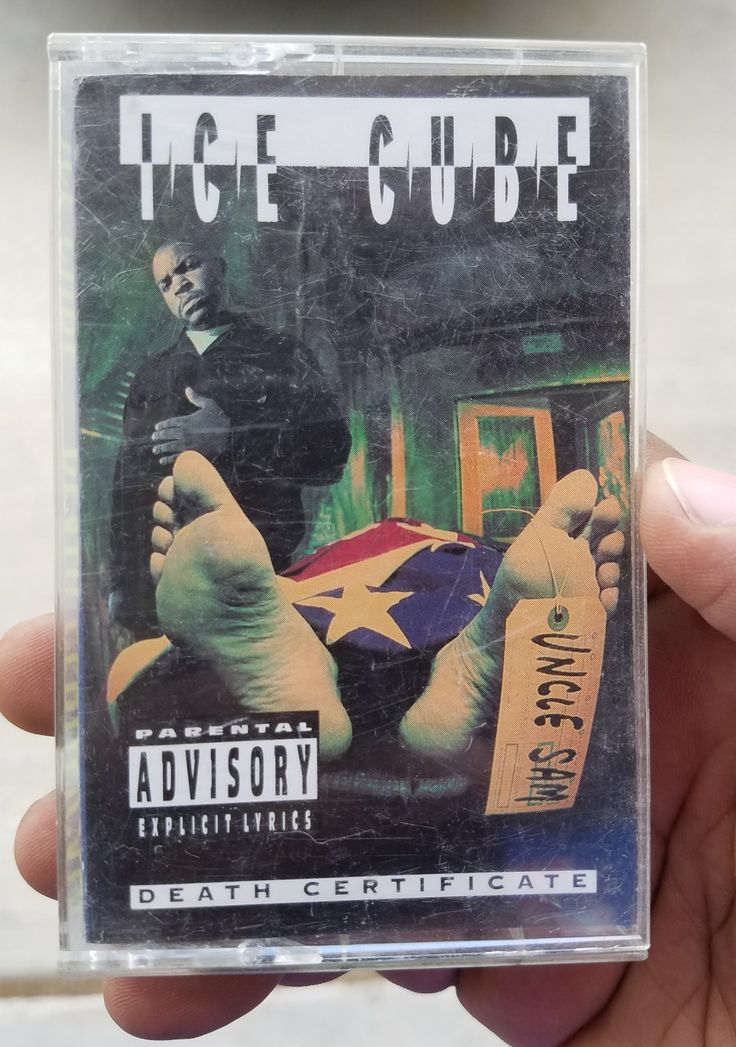 ICE CUBE
UNCLE SAM
PARENTAL
ADVISORY
EXPLICIT LYRICS
DEATH CERTIFICATE